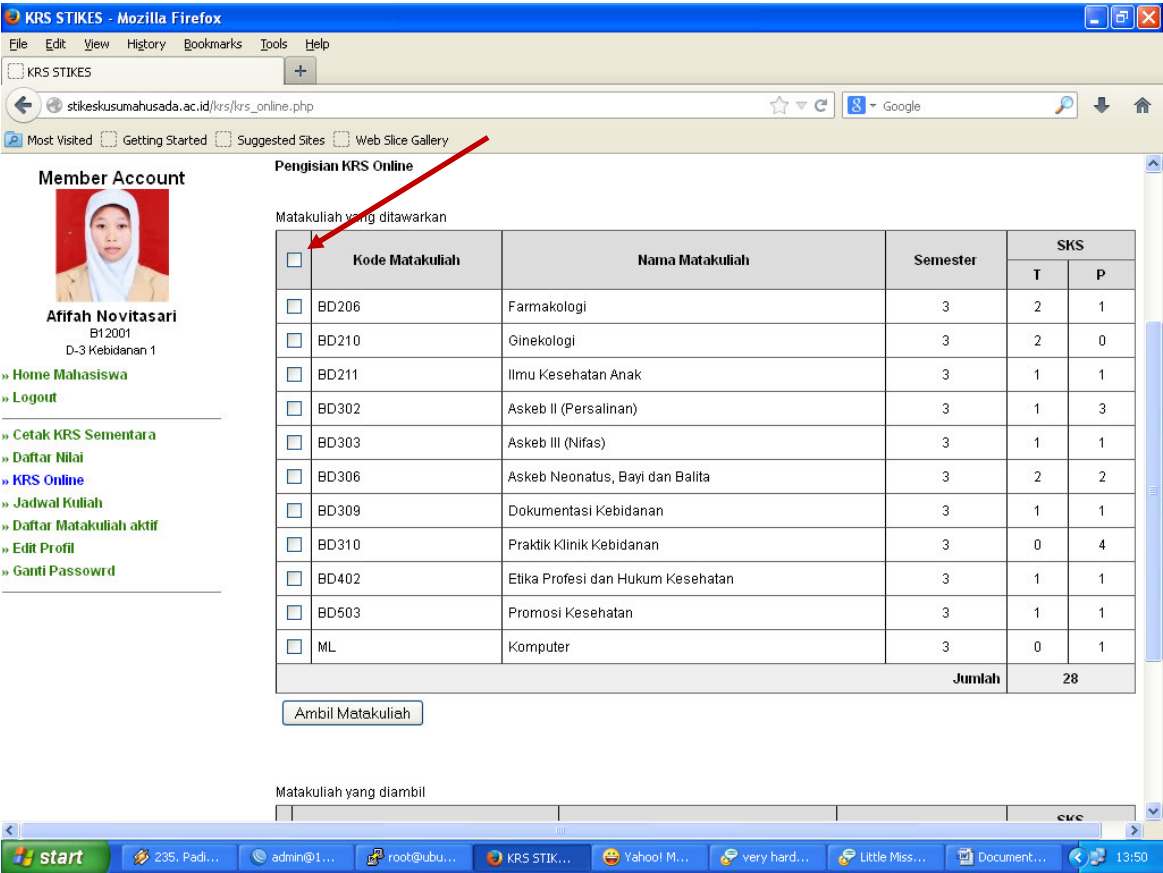 KRS STIKES - Mozilla Firefox
File Edit View History Bookmarks Tools Help
KRS STIKES +
stikeskusumahusada.ac.id/krs/krs_online.php 8 Google
Most Visited Getting Started Suggested Sites Web Slice Gallery
Member Account
Afifah Novitasari
B12001
D-3 Kebidanan 1
» Home Mahasiswa
» Logout
» Cetak KRS Sementara
» Daftar Nilai
» KRS Online
» Jadwal Kuliah
» Daftar Matakuliah aktif
» Edit Profil
» Ganti Passowrd
Pengisian KRS Online
Matakuliah yang ditawarkan
Kode Matakuliah Nama Matakuliah Semester SKS
T P
BD206 Farmakologi 3 2 1
BD210 Ginekologi 3 2 0
BD211 Ilmu Kesehatan Anak 3 1 1
BD302 Askeb II (Persalinan) 3 1 3
BD303 Askeb III (Nifas) 3 1 1
BD306 Askeb Neonatus, Bayi dan Balita 3 2 2
BD309 Dokumentasi Kebidanan 3 1 1
BD310 Praktik Klinik Kebidanan 3 0 4
BD402 Etika Profesi dan Hukum Kesehatan 3 1 1
BD503 Promosi Kesehatan 3 1 1
ML Komputer 3 0 1
Jumlah 28
Ambil Matakuliah
Matakuliah yang diambil
SKS
start 235. Padi... admin@1... root@ubu... KRS STIK... Yahoo! M... very hard... Little Miss... Document... 13:50